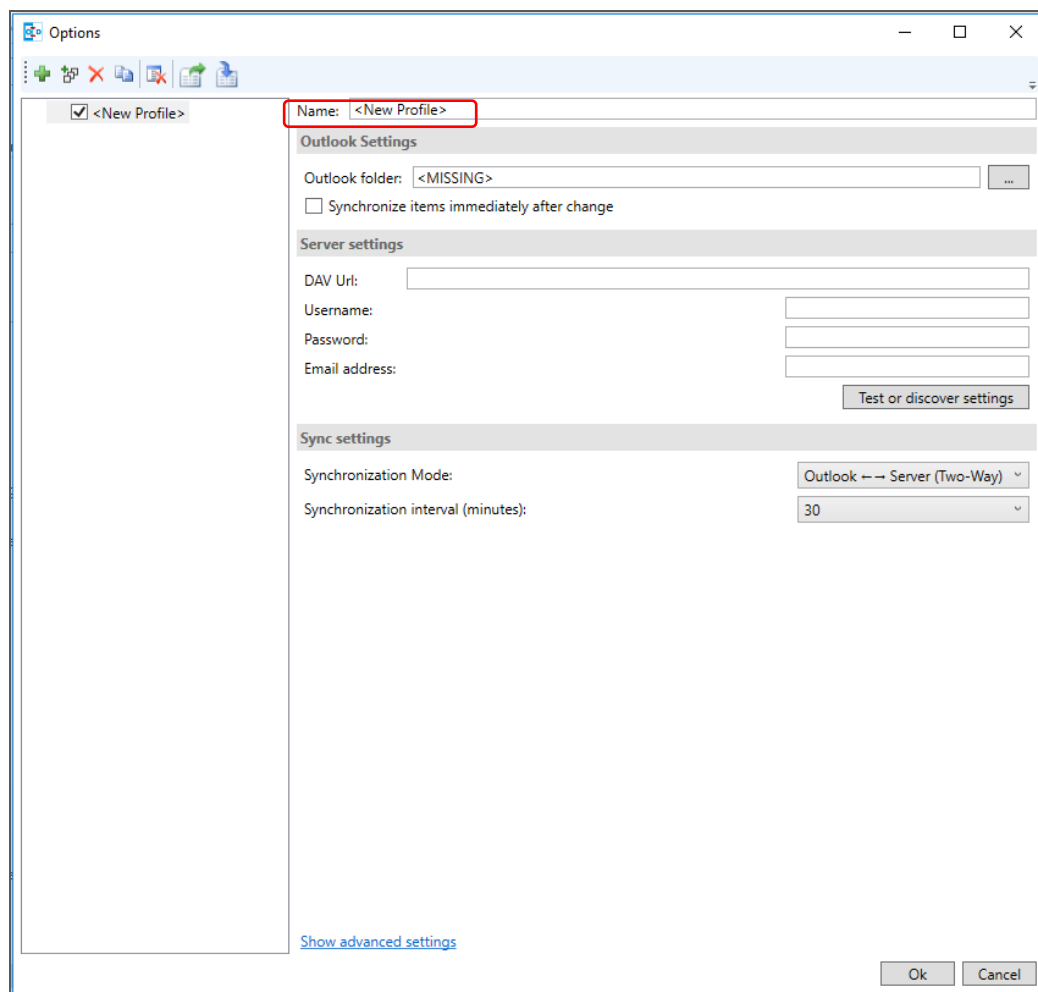 Options
<New Profile>
Name: <New Profile>
Outlook Settings
Outlook folder: <MISSING> ...
Synchronize items immediately after change
Server settings
DAV Url:
Username:
Password:
Email address:
Test or discover settings
Sync settings
Synchronization Mode: Outlook ←→ Server (Two-Way)
Synchronization interval (minutes): 30
Show advanced settings
Ok Cancel